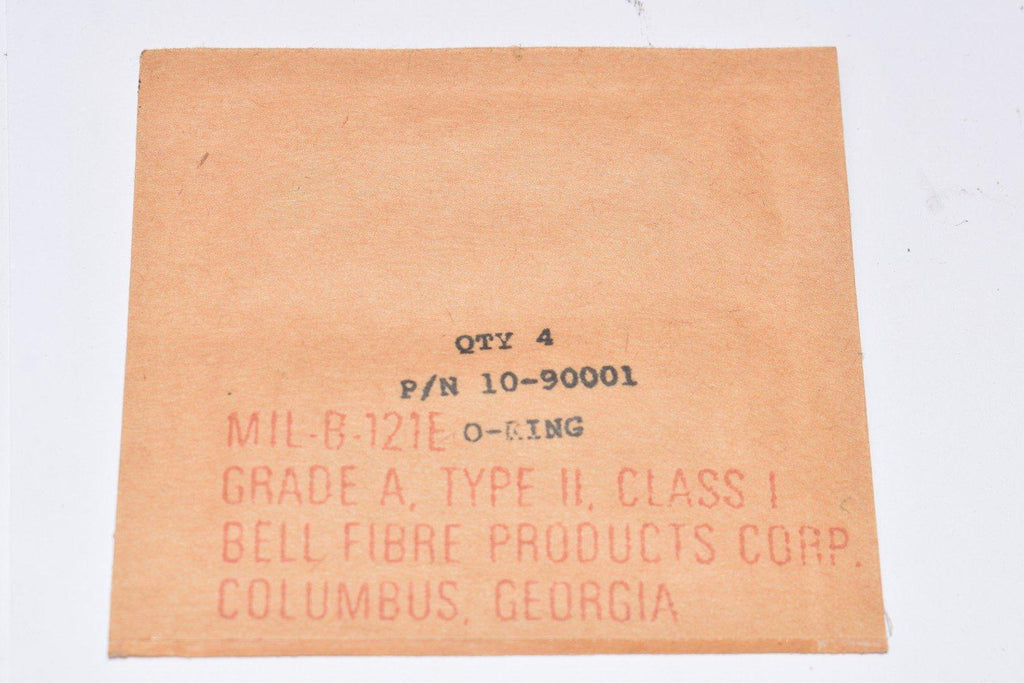 QTY 4
P/N 10-90001
MIL-B-121E O-RING
GRADE A, TYPE II, CLASS I
BELL FIBRE PRODUCTS CORP.
COLUMBUS, GEORGIA